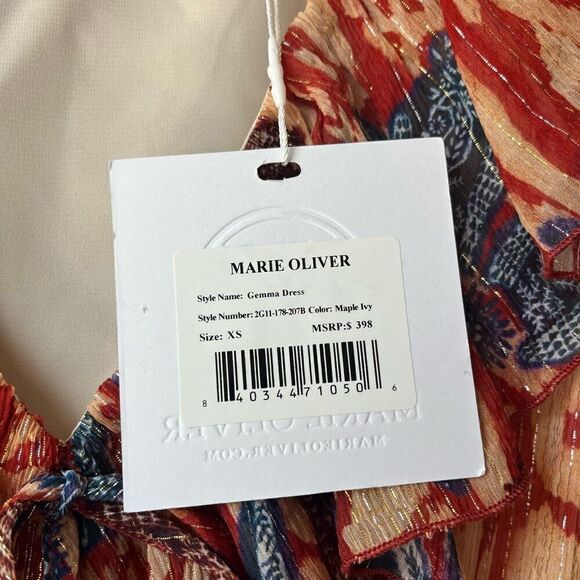 MARIE OLIVER
Style Name: Gemma Dress
Style Number: 2G11-178-207B Color: Maple Ivy
Size: XS MSRP:$ 398
8 40344 71050 6
MARIE OLIVER
MARIEOLIVER.COM